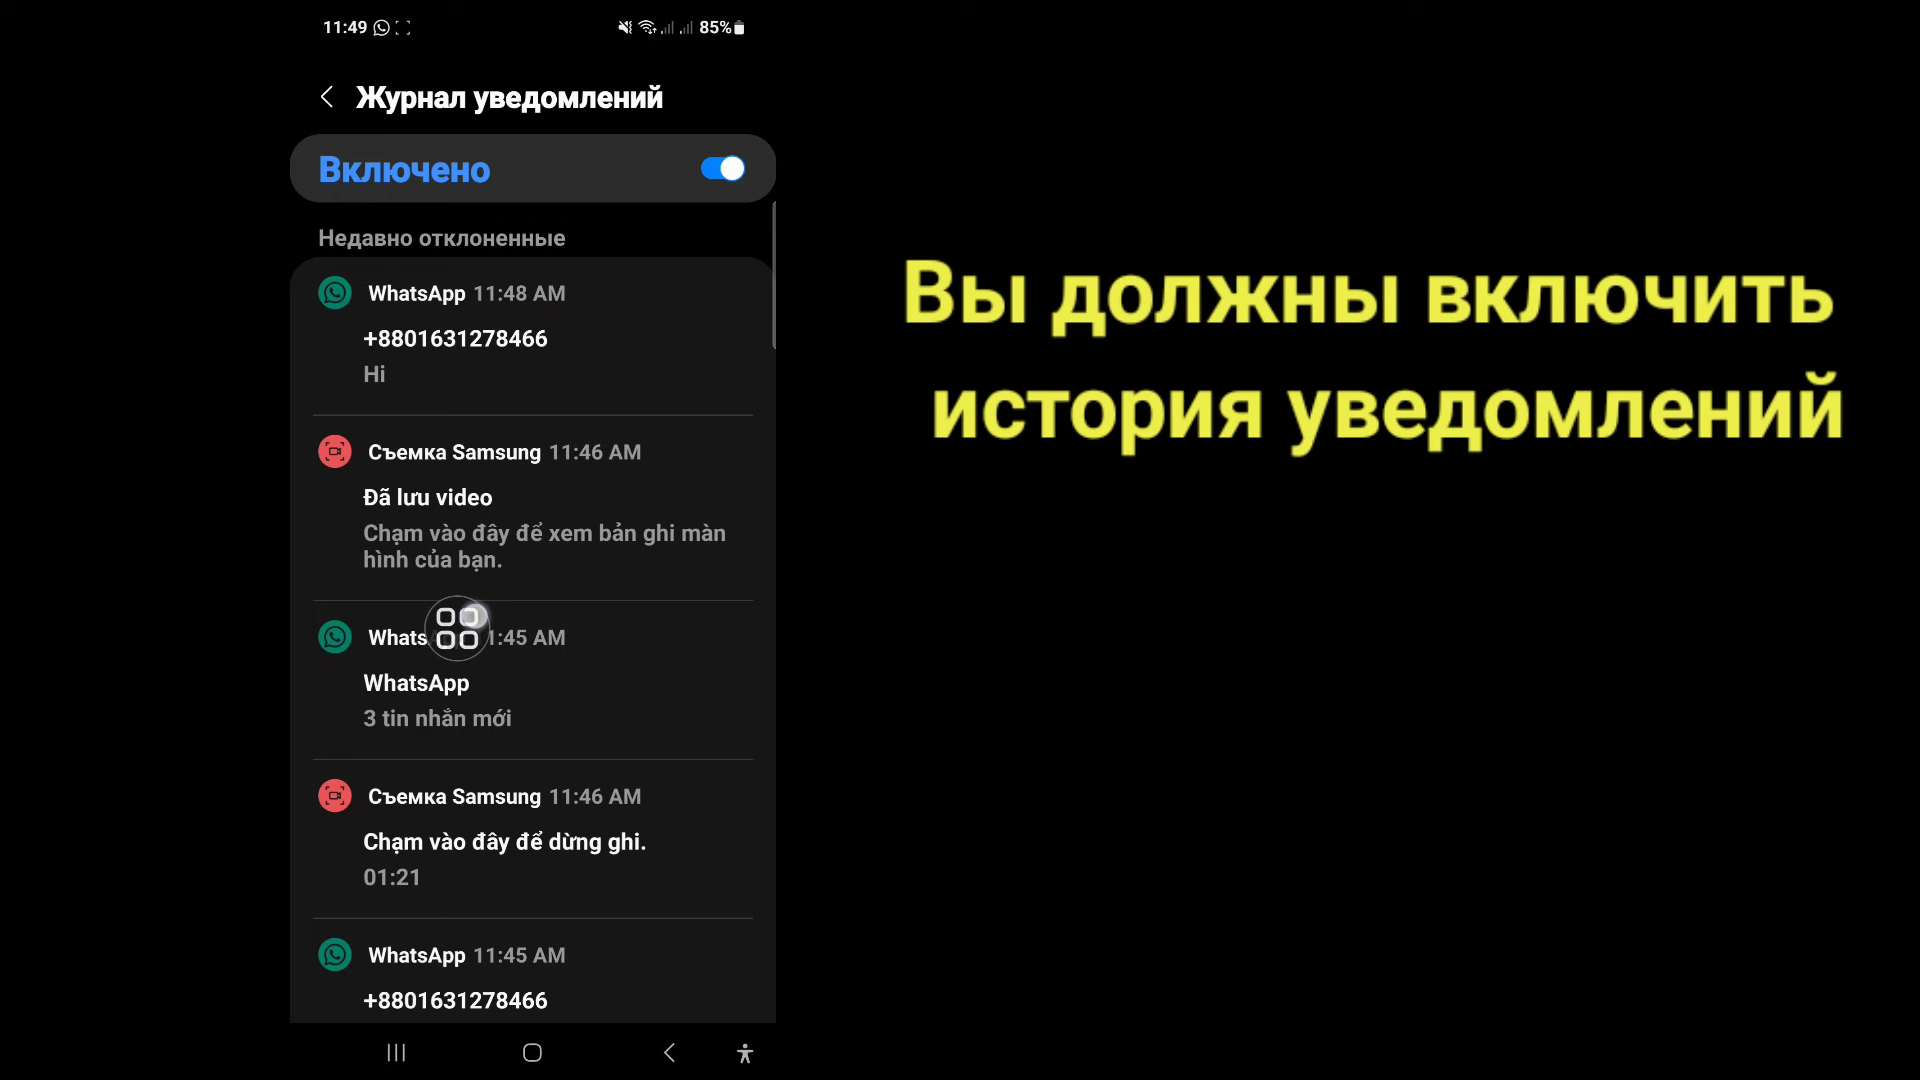 11:49
85%
Журнал уведомлений
Включено
Недавно отклоненные
WhatsApp 11:48 AM
+8801631278466
Hi
Съемка Samsung 11:46 AM
Đã lưu video
Chạm vào đây để xem bản ghi màn
hình của bạn.
Whats 1:45 AM
WhatsApp
3 tin nhắn mới
Съемка Samsung 11:46 AM
Chạm vào đây để dừng ghi.
01:21
WhatsApp 11:45 AM
+8801631278466
Вы должны включить
история уведомлений